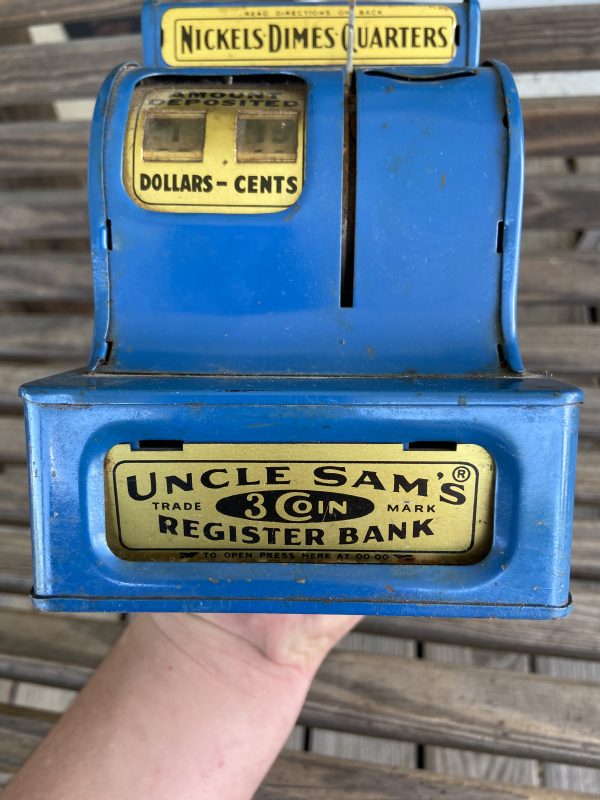 READ DIRECTIONS ON BACK
NICKELS·DIMES·QUARTERS
AMOUNT
DEPOSITED
DOLLARS - CENTS
UNCLE SAM'S®
TRADE 3 COIN MARK
REGISTER BANK
TO OPEN PRESS HERE AT 00·00